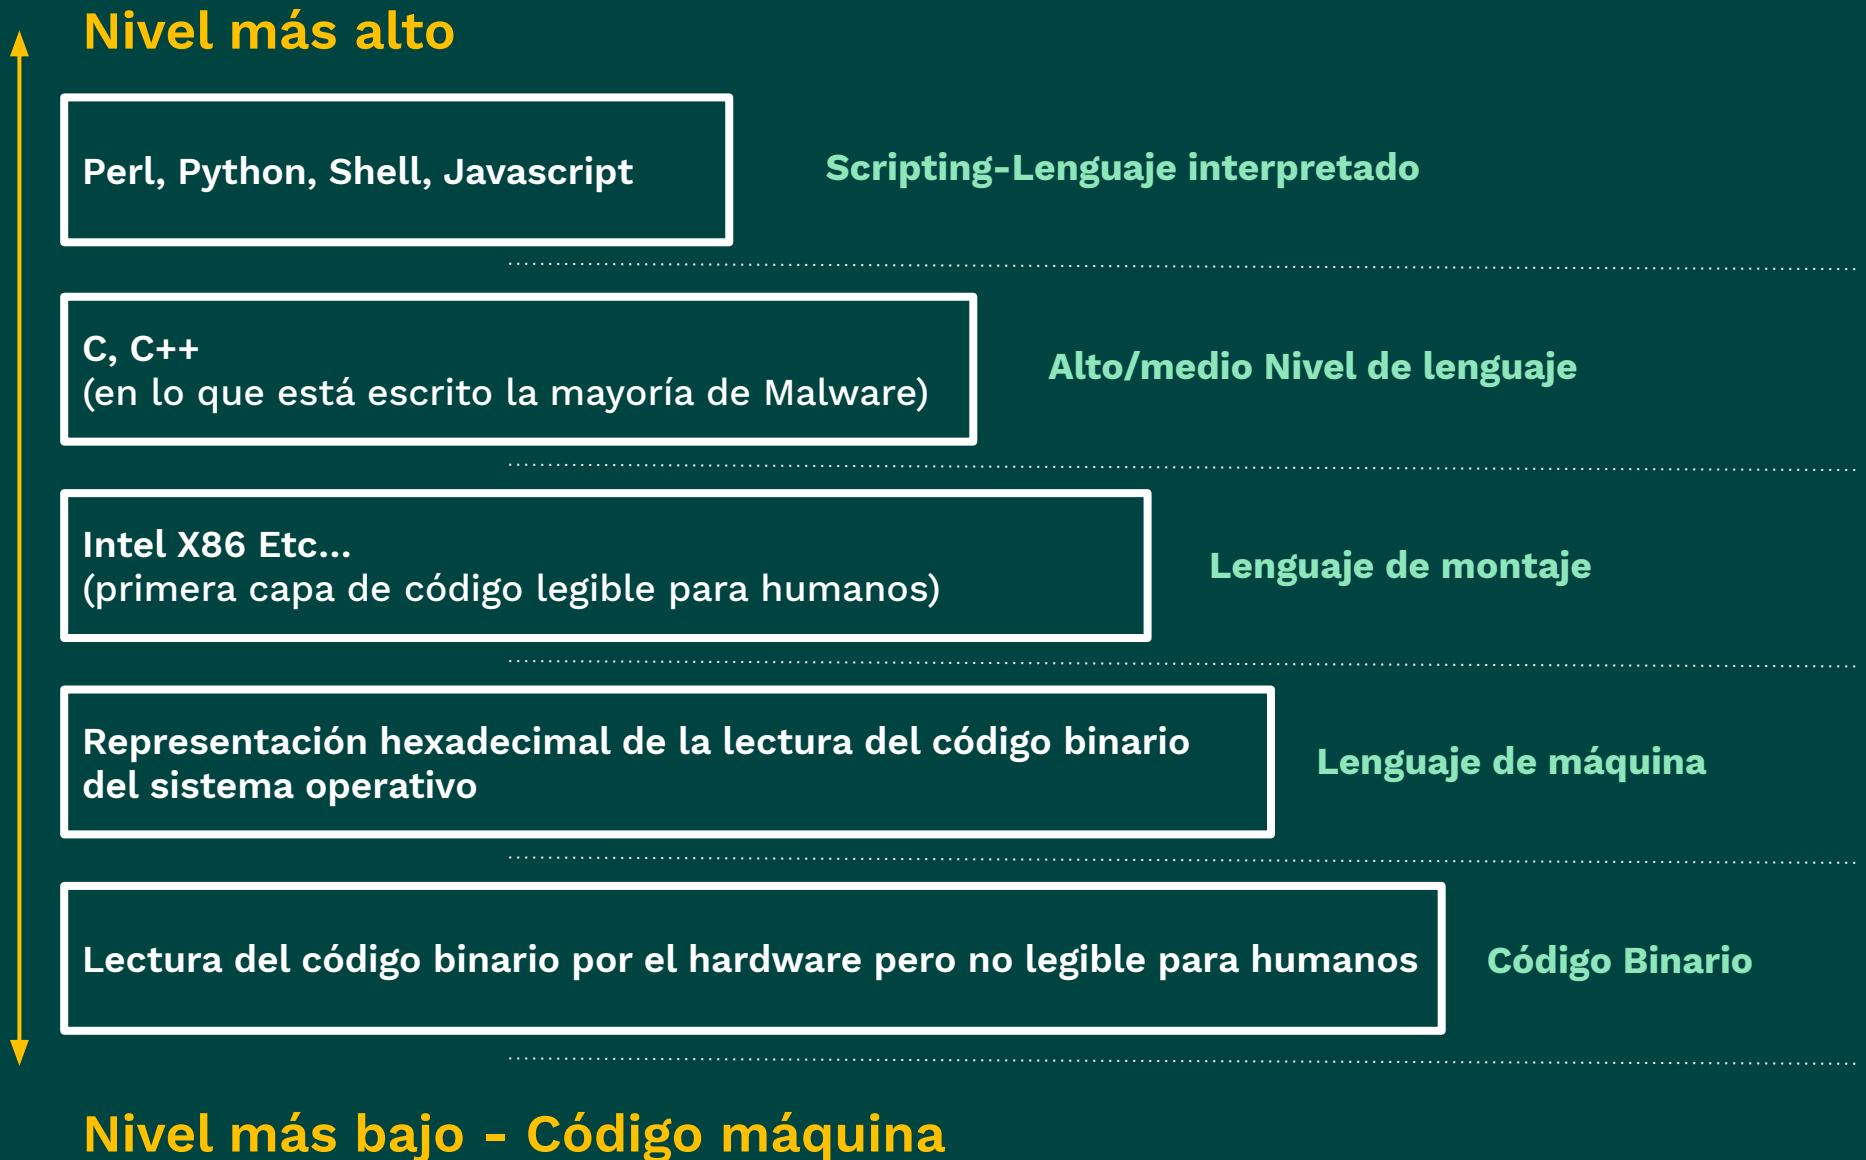 Nivel más alto
Perl, Python, Shell, Javascript
Scripting-Lenguaje interpretado
C, C++
(en lo que está escrito la mayoría de Malware)
Alto/medio Nivel de lenguaje
Intel X86 Etc...
(primera capa de código legible para humanos)
Lenguaje de montaje
Representación hexadecimal de la lectura del código binario
del sistema operativo
Lenguaje de máquina
Lectura del código binario por el hardware pero no legible para humanos
Código Binario
Nivel más bajo - Código máquina